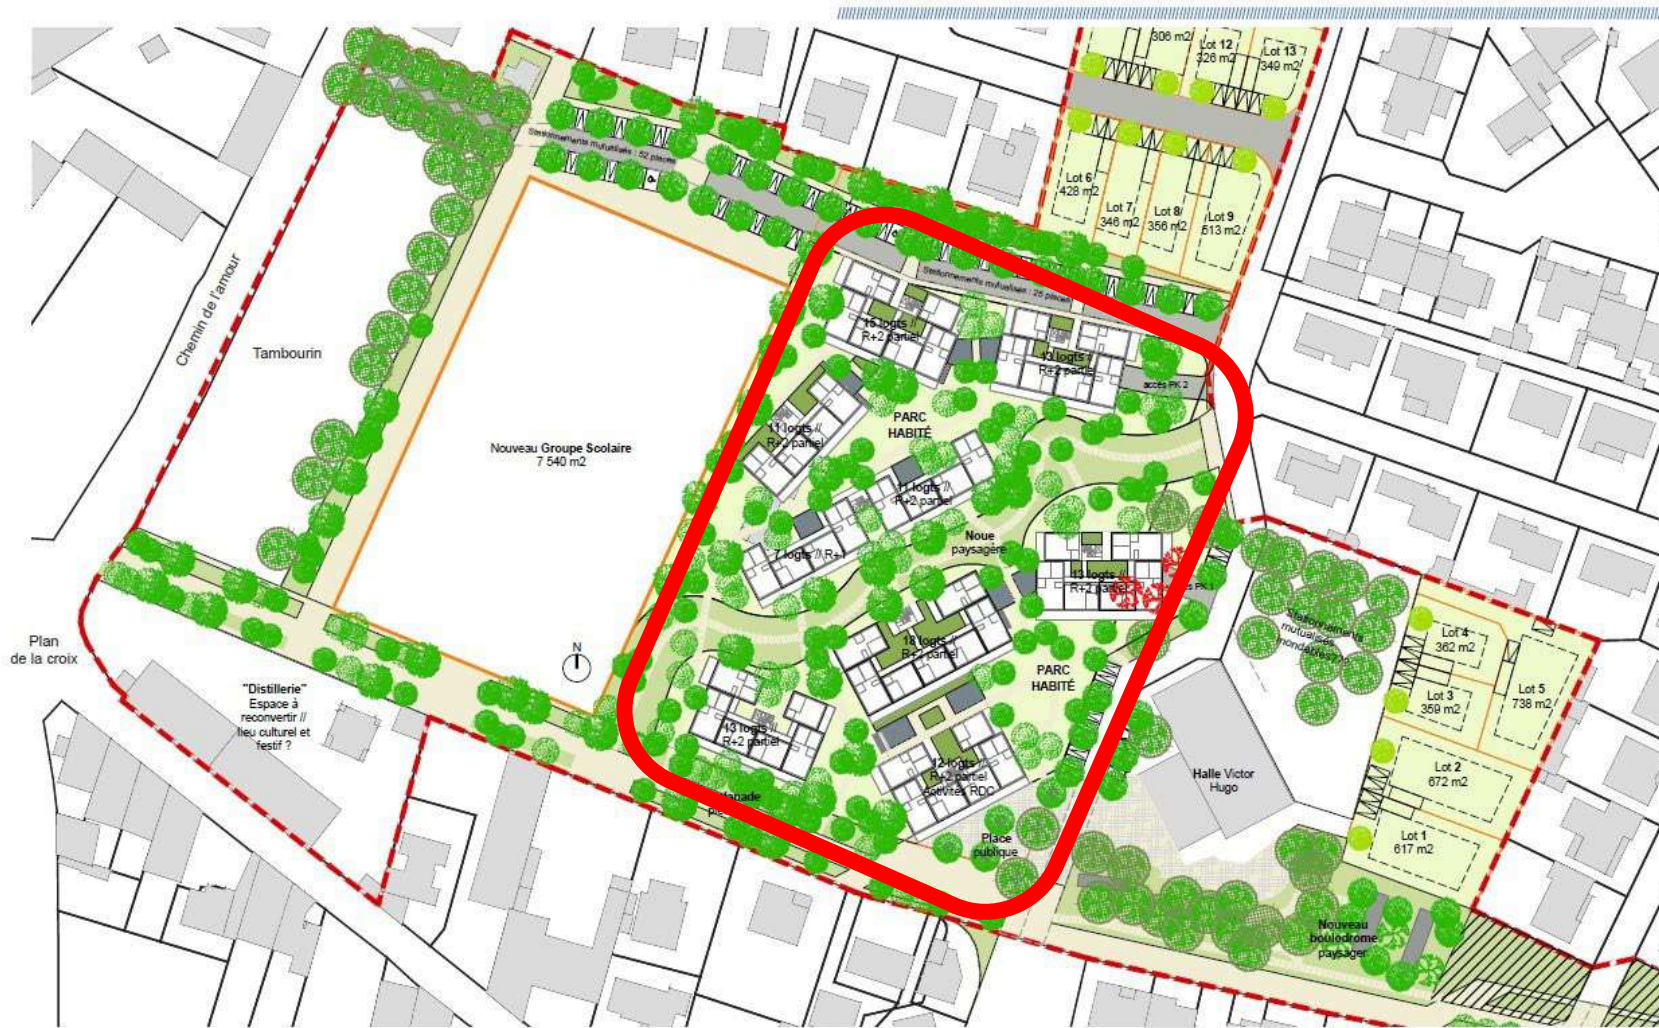 306 m2
Lot 12
326 m2
Lot 13
349 m2
Stationnements mutualisés : 52 places
Lot 6
428 m2
Lot 7
346 m2
Lot 8
356 m2
Lot 9
513 m2
Chemin de l'amour
Tambourin
Stationnements mutualisés : 25 places
15 logts //
R+2 partiel
13 logts //
R+2 partiel
accès PK 2
PARC
HABITÉ
11 logts //
R+2 partiel
Nouveau Groupe Scolaire
7 540 m2
11 logts //
R+2 partiel
Noue
paysagère
7 logts // R+1
13 logts //
R+2 partiel
PK 1
Stationnements
mutualisés
Plan
de la croix
N
18 logts //
R+2 partiel
PARC
HABITÉ
Lot 4
362 m2
Lot 3
359 m2
Lot 5
738 m2
"Distillerie"
Espace à
reconvertir //
lieu culturel et
festif ?
13 logts //
R+2 partiel
12 logts //
R+2 partiel
Activités RDC
Halle Victor
Hugo
Lot 2
672 m2
Place
publique
Lot 1
617 m2
Nouveau
boulodrome
paysager